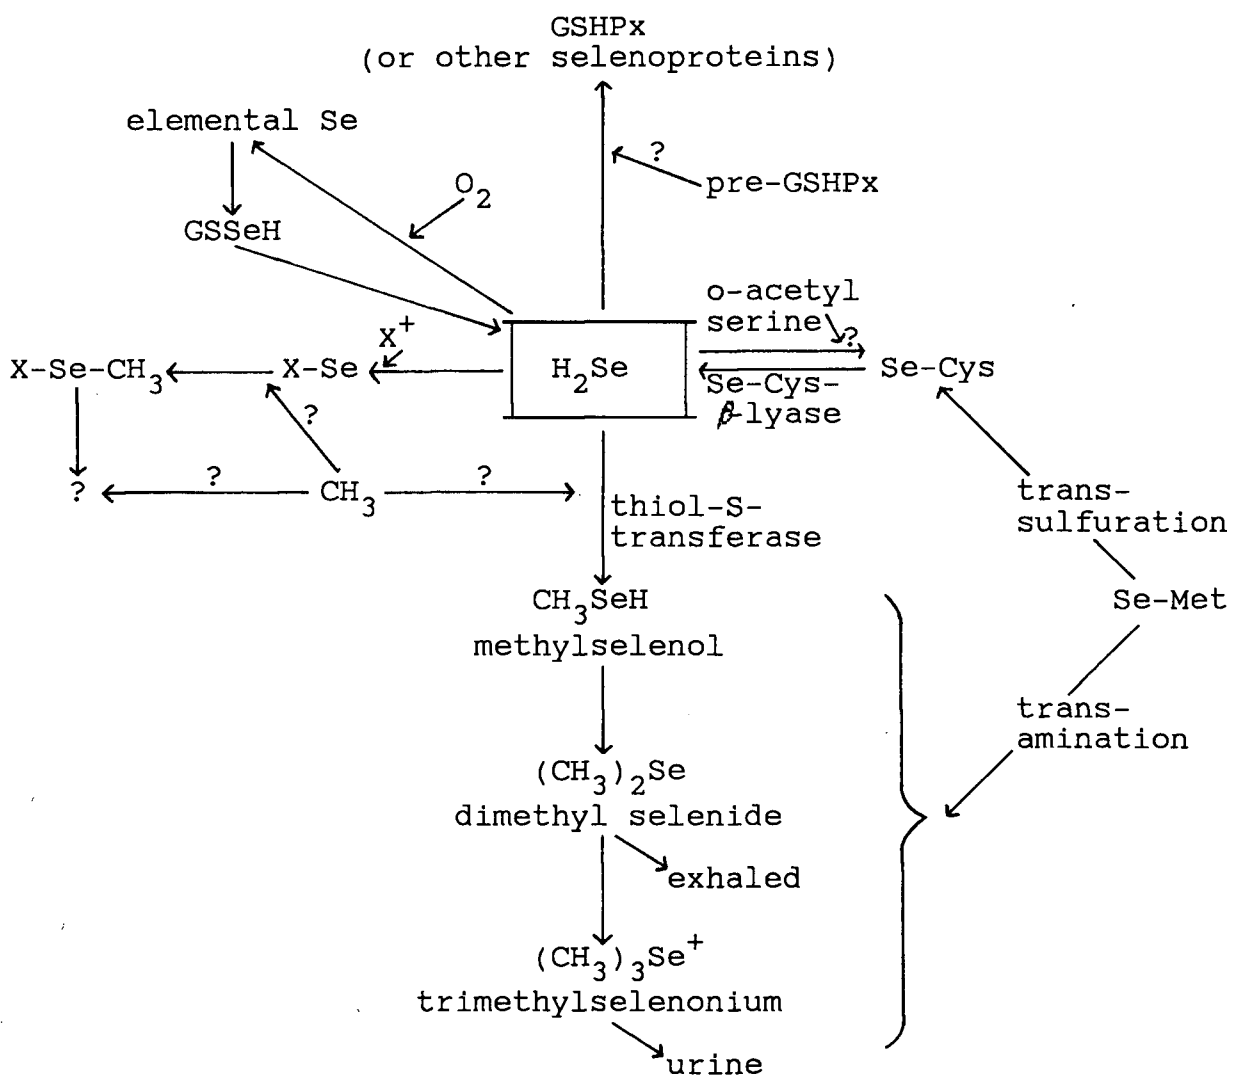 GSHPx
(or other selenoproteins)
elemental Se
?
O2
pre-GSHPx
GSSeH
o-acetyl
serine
?
X+
X-Se-CH3
X-Se
H2Se
Se-Cys
Se-Cys-
β-lyase
?
?
?
CH3
?
thiol-S-
transferase
trans-
sulfuration
CH3SeH
methylselenol
Se-Met
trans-
amination
(CH3)2Se
dimethyl selenide
exhaled
(CH3)3Se+
trimethylselenonium
urine